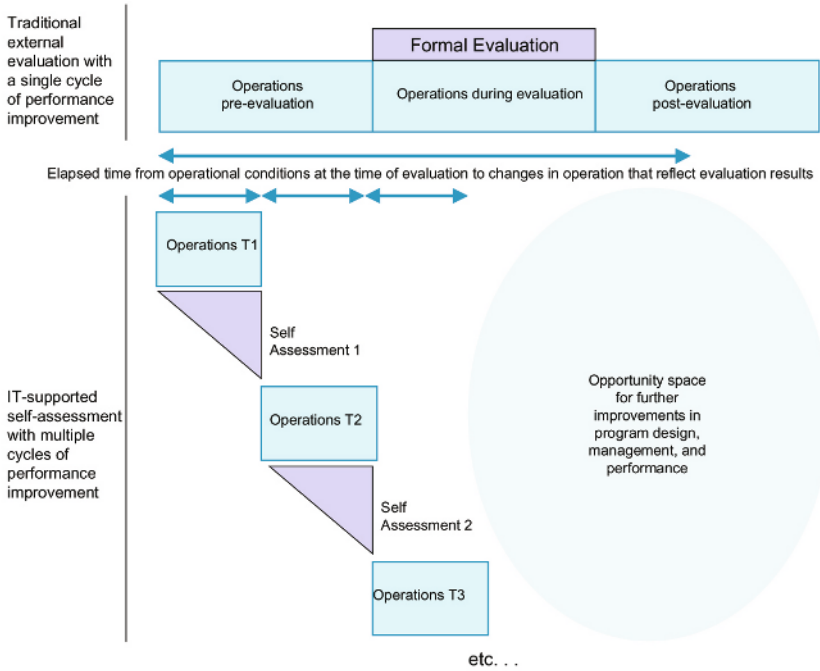 Traditional
external
evaluation with
a single cycle
of performance
improvement
Formal Evaluation
Operations
pre-evaluation
Operations during evaluation
Operations
post-evaluation
Elapsed time from operational conditions at the time of evaluation to changes in operation that reflect evaluation results
Operations T1
Self
Assessment 1
IT-supported
self-assessment
with multiple
cycles of
performance
improvement
Operations T2
Opportunity space
for further
improvements in
program design,
management, and
performance
Self
Assessment 2
Operations T3
etc. . .